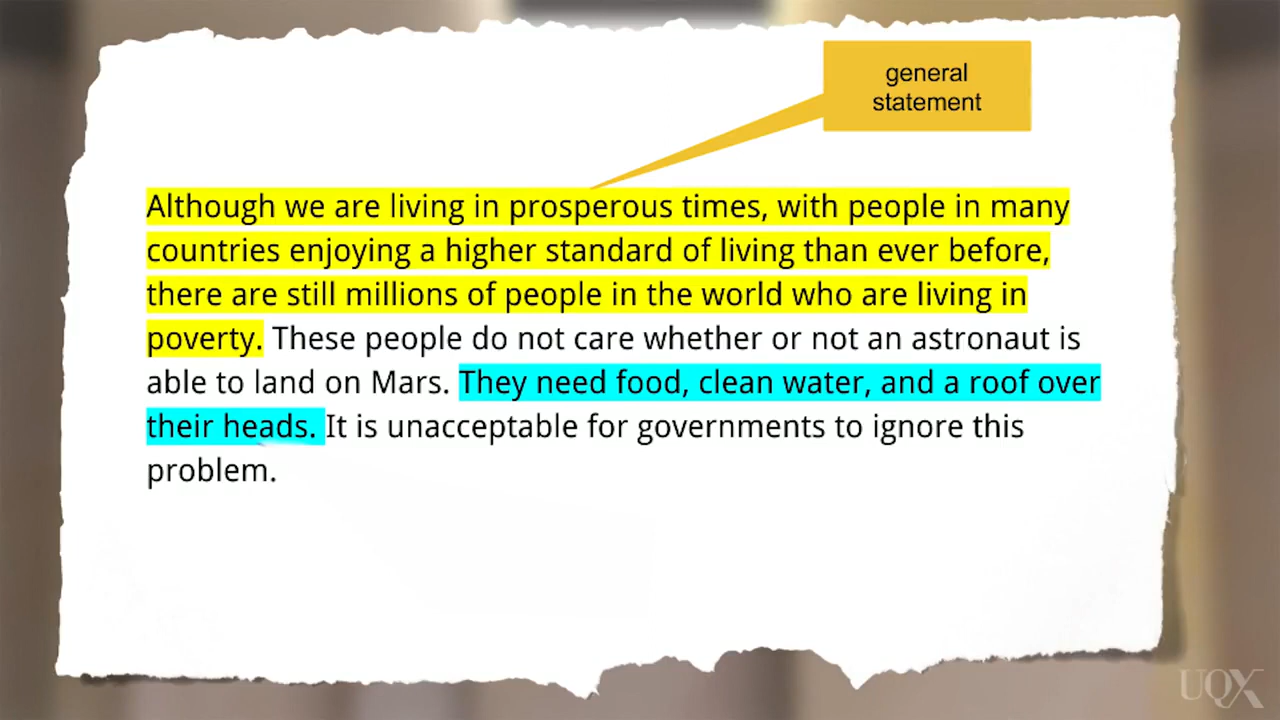 general
statement
Although we are living in prosperous times, with people in many
countries enjoying a higher standard of living than ever before,
there are still millions of people in the world who are living in
poverty. These people do not care whether or not an astronaut is
able to land on Mars. They need food, clean water, and a roof over
their heads. It is unacceptable for governments to ignore this
problem.
UQX